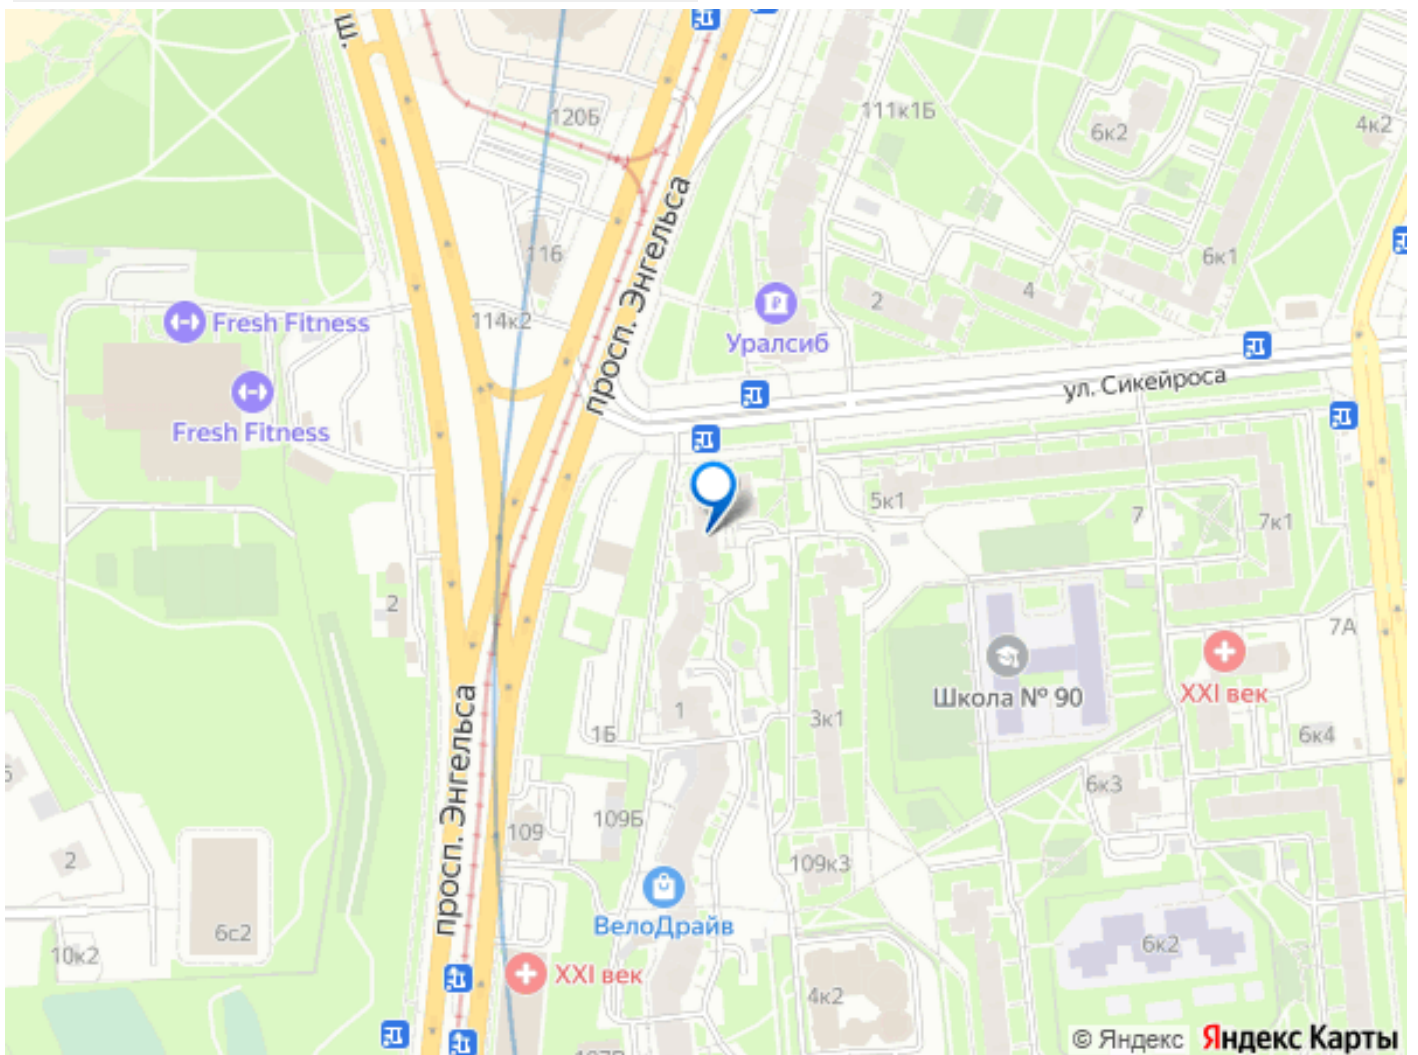 Ш.
120Б
111к1Б
6к2
4к2
116
6к1
просп. Энгельса
2
4
Fresh Fitness
114к2
Уралсиб
ул. Сикейроса
Fresh Fitness
5к1
7
7к1
2
7А
Школа № 90
XXI век
3к1
1
1Б
6к4
6к3
просп. Энгельса
109
109Б
109к3
2
ВелоДрайв
6с2
10к2
6к2
XXI век
4к2
© Яндекс Яндекс Карты